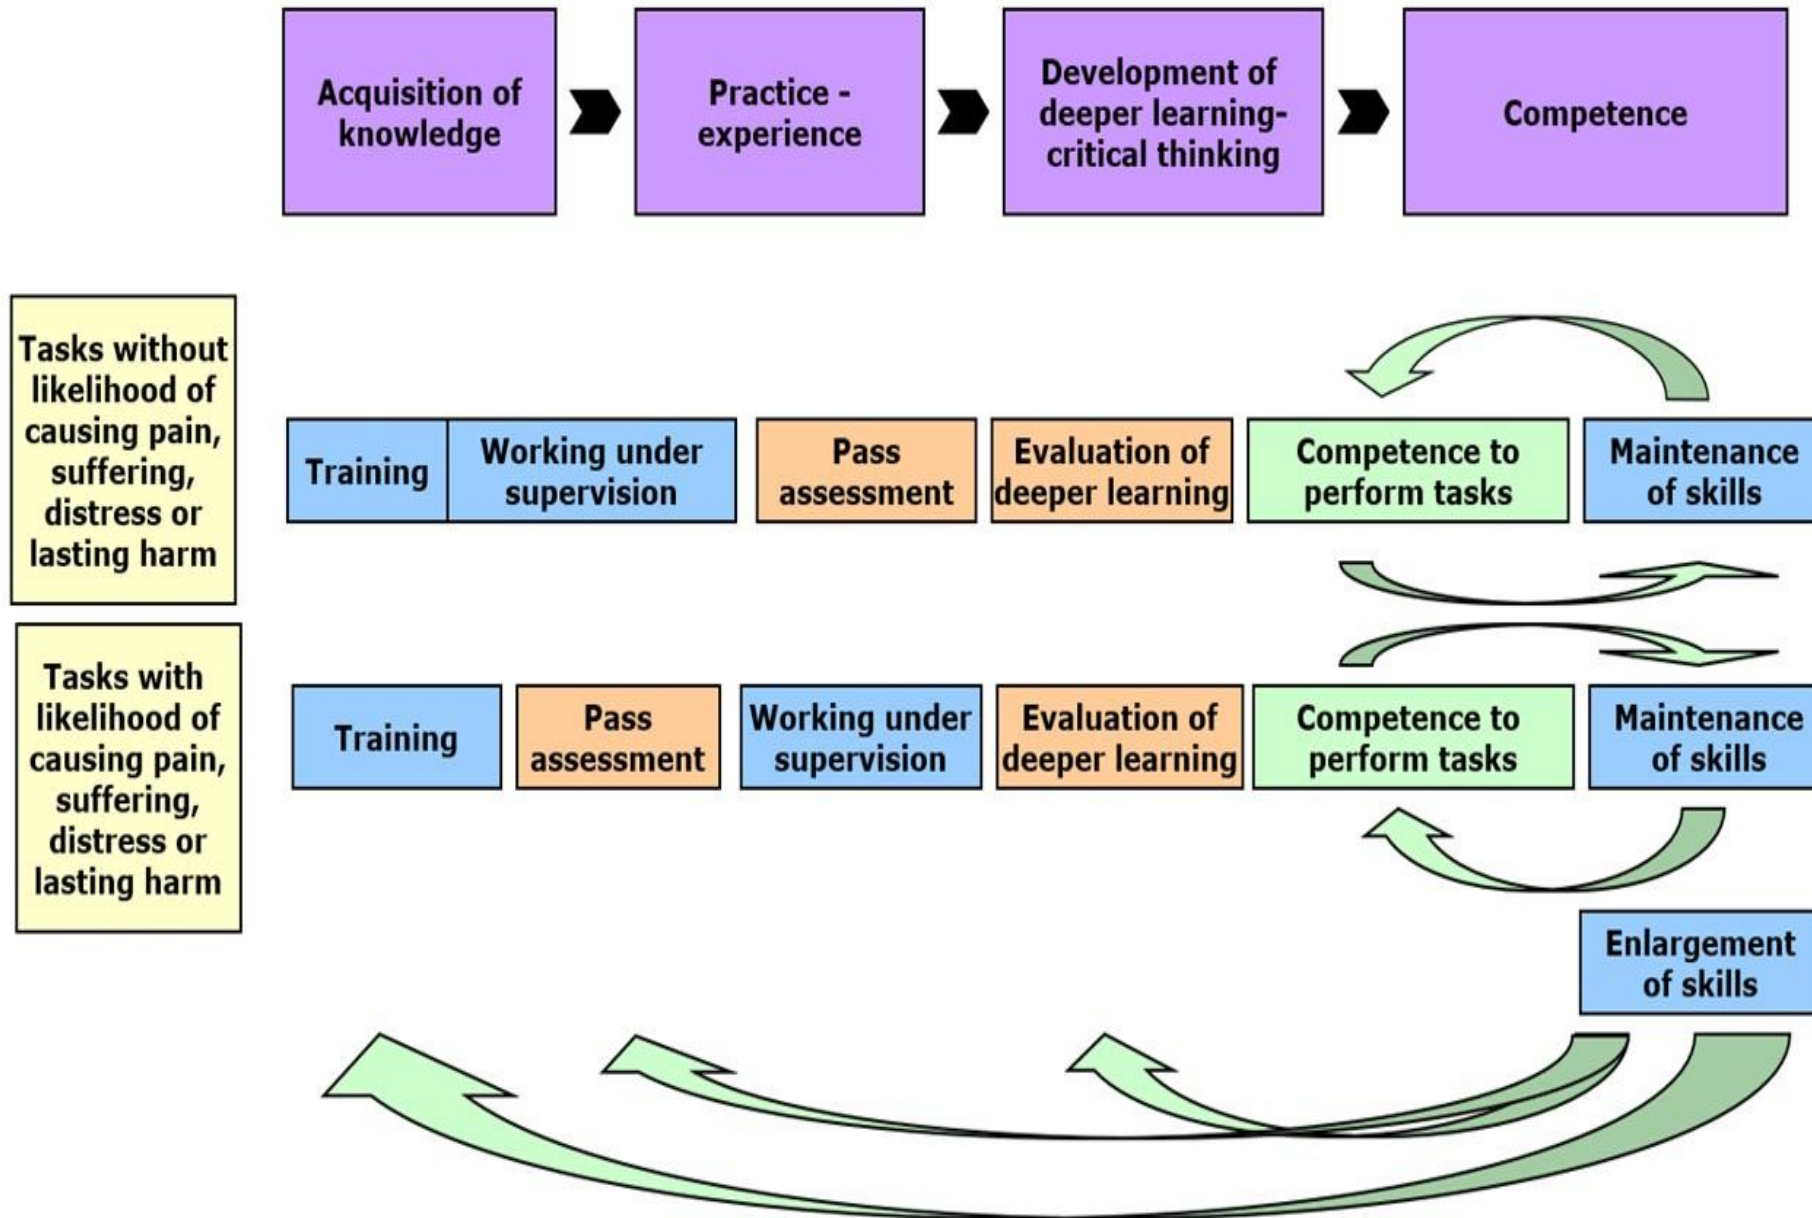 Acquisition of
knowledge
Practice -
experience
Development of
deeper learning-
critical thinking
Competence
Tasks without
likelihood of
causing pain,
suffering,
distress or
lasting harm
Training
Working under
supervision
Pass
assessment
Evaluation of
deeper learning
Competence to
perform tasks
Maintenance
of skills
Tasks with
likelihood of
causing pain,
suffering,
distress or
lasting harm
Training
Pass
assessment
Working under
supervision
Evaluation of
deeper learning
Competence to
perform tasks
Maintenance
of skills
Enlargement
of skills